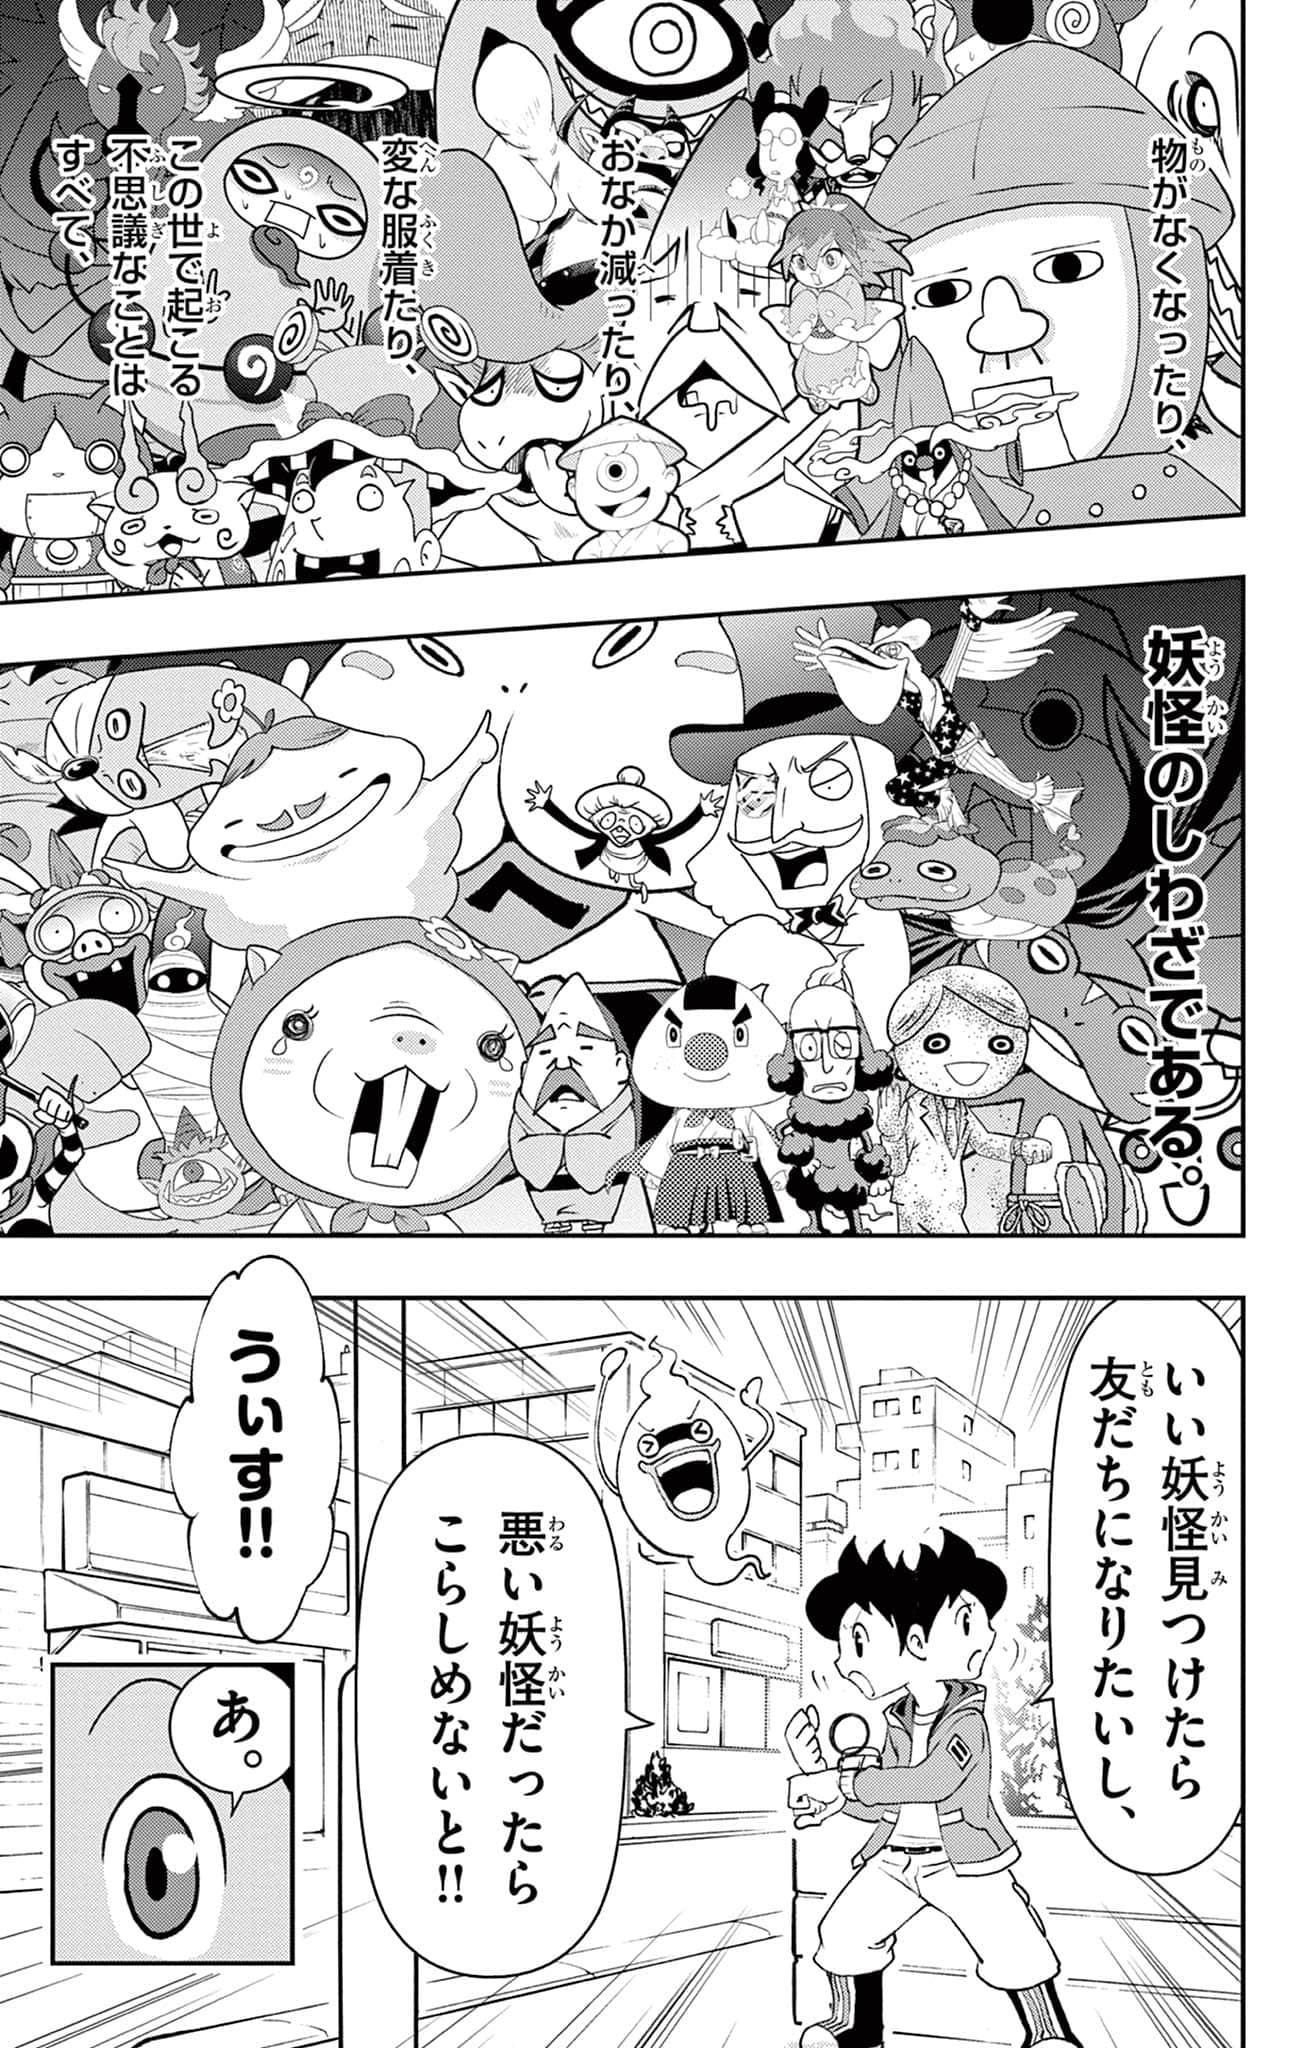 物がなくなったり、
おなか減ったり、
変な服着たり、
この世で起こる
不思議なことは
すべて、
妖怪のしわざである。
いい妖怪見つけたら
友だちになりたいし、
悪い妖怪だったら
こらしめないと!!
うぃす!!
あ。